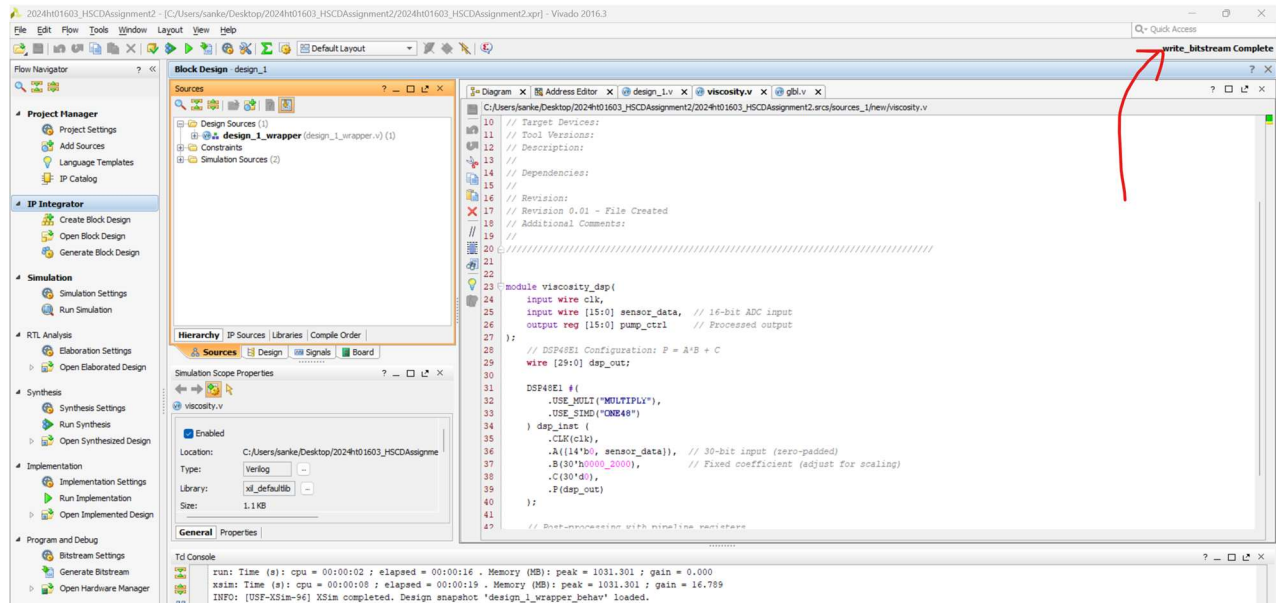 2024ht01603_HSCDAssignment2 - [C:/Users/sanke/Desktop/2024ht01603_HSCDAssignment2/2024ht01603_HSCDAssignment2.xpr] - Vivado 2016.3
File Edit Flow Tools Window Layout View Help
Q- Quick Access
Default Layout
write_bitstream Complete
Flow Navigator
Project Manager
Project Settings
Add Sources
Language Templates
IP Catalog
IP Integrator
Create Block Design
Open Block Design
Generate Block Design
Simulation
Simulation Settings
Run Simulation
RTL Analysis
Elaboration Settings
Open Elaborated Design
Synthesis
Synthesis Settings
Run Synthesis
Open Synthesized Design
Implementation
Implementation Settings
Run Implementation
Open Implemented Design
Program and Debug
Bitstream Settings
Generate Bitstream
Open Hardware Manager
Block Design - design_1
Sources
Design Sources (1)
design_1_wrapper (design_1_wrapper.v) (1)
Constraints
Simulation Sources (2)
Hierarchy IP Sources Libraries Compile Order
Sources Design Signals Board
Simulation Scope Properties
viscosity.v
Enabled
Location: C:/Users/sanke/Desktop/2024ht01603_HSCDAssignme
Type: Verilog
Library: xil_defaultlib
Size: 1.1 KB
General Properties
Diagram Address Editor design_1.v viscosity.v glbl.v
C:/Users/sanke/Desktop/2024ht01603_HSCDAssignment2/2024ht01603_HSCDAssignment2.srcs/sources_1/new/viscosity.v
10 // Target Devices:
11 // Tool Versions:
12 // Description:
13 //
14 // Dependencies:
15 //
16 // Revision:
17 // Revision 0.01 - File Created
18 // Additional Comments:
19 //
20 //////////////////////////////////////////////////////////////////////////////////
21
22
23 module viscosity_dsp(
24 input wire clk,
25 input wire [15:0] sensor_data, // 16-bit ADC input
26 output reg [15:0] pump_ctrl // Processed output
27 );
28 // DSP48E1 Configuration: P = A*B + C
29 wire [29:0] dsp_out;
30
31 DSP48E1 #(
32 .USE_MULT("MULTIPLY"),
33 .USE_SIMD("ONE48")
34 ) dsp_inst (
35 .CLK(clk),
36 .A({14'b0, sensor_data}), // 30-bit input (zero-padded)
37 .B(30'h0000_2000), // Fixed coefficient (adjust for scaling)
38 .C(30'd0),
39 .P(dsp_out)
40 );
41
42 // Post-processing with pipeline registers
Tcl Console
run: Time (s): cpu = 00:00:02 ; elapsed = 00:00:16 . Memory (MB): peak = 1031.301 ; gain = 0.000
xsim: Time (s): cpu = 00:00:08 ; elapsed = 00:00:19 . Memory (MB): peak = 1031.301 ; gain = 16.789
INFO: [USF-XSim-96] XSim completed. Design snapshot 'design_1_wrapper_behav' loaded.